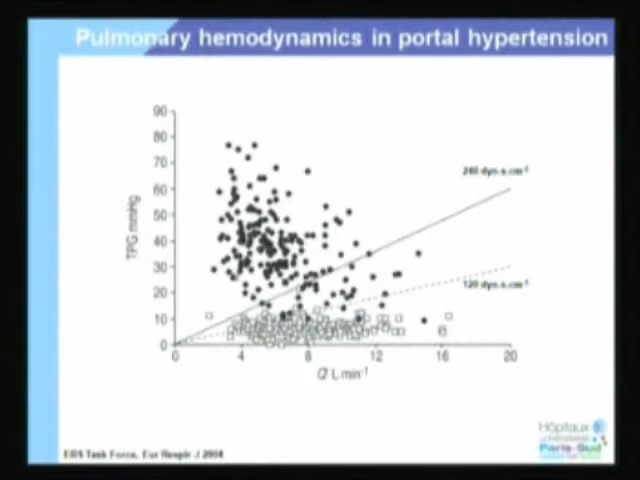 Pulmonary hemodynamics in portal hypertension
90
80
70
60
50
40
30
20
10
0
TPG mmHg
240 dyn.s.cm-5
120 dyn.s.cm-5
0 4 8 12 16 20
Q' L·min-1
ERS Task Force, Eur Respir J 2004
Hôpitaux
universitaires
Paris-Sud